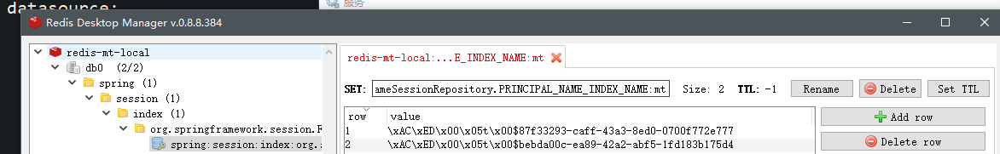 datasource:
服务
Redis Desktop Manager v.0.8.8.384
redis-mt-local
db0 (2/2)
spring (1)
session (1)
index (1)
org.springframework.session.F
spring:session:index:org.s
redis-mt-local:...E_INDEX_NAME:mt
SET: ameSessionRepository.PRINCIPAL_NAME_INDEX_NAME:mt Size: 2 TTL: -1 Rename Delete Set TTL
row value
1 \xAC\xED\x00\x05t\x00$87f33293-caff-43a3-8ed0-0700f772e777
2 \xAC\xED\x00\x05t\x00$bebda00c-ea89-42a2-abf5-1fd183b175d4
Add row
Delete row